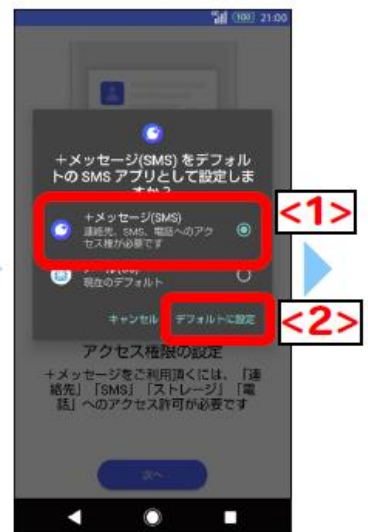 100 21:00
+メッセージ(SMS) をデフォル
トの SMS アプリとして設定しま
すか？
+メッセージ(SMS)
連絡先、SMS、電話へのアク
セス権が必要です
<1>
現在のデフォルト
キャンセル デフォルトに設定
<2>
アクセス権限の設定
+メッセージをご利用頂くには、「連
絡先」「SMS」「ストレージ」「電
話」へのアクセス許可が必要です
次へ